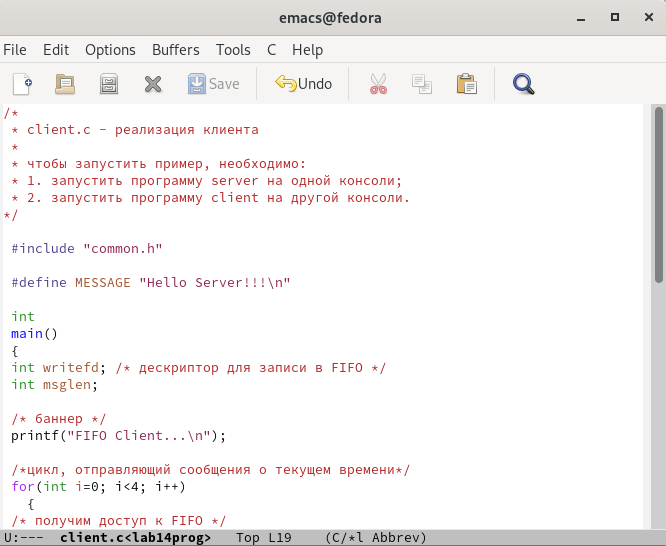 emacs@fedora
File Edit Options Buffers Tools C Help
Save Undo
/*
 * client.c - реализация клиента
 *
 * чтобы запустить пример, необходимо:
 * 1. запустить программу server на одной консоли;
 * 2. запустить программу client на другой консоли.
*/
#include "common.h"
#define MESSAGE "Hello Server!!!\n"
int
main()
{
int writefd; /* дескриптор для записи в FIFO */
int msglen;
/* баннер */
printf("FIFO Client...\n");
/*цикл, отправляющий сообщения о текущем времени*/
for(int i=0; i<4; i++)
{
/* получим доступ к FIFO */
U:--- client.c<lab14prog> Top L19 (C/*l Abbrev)